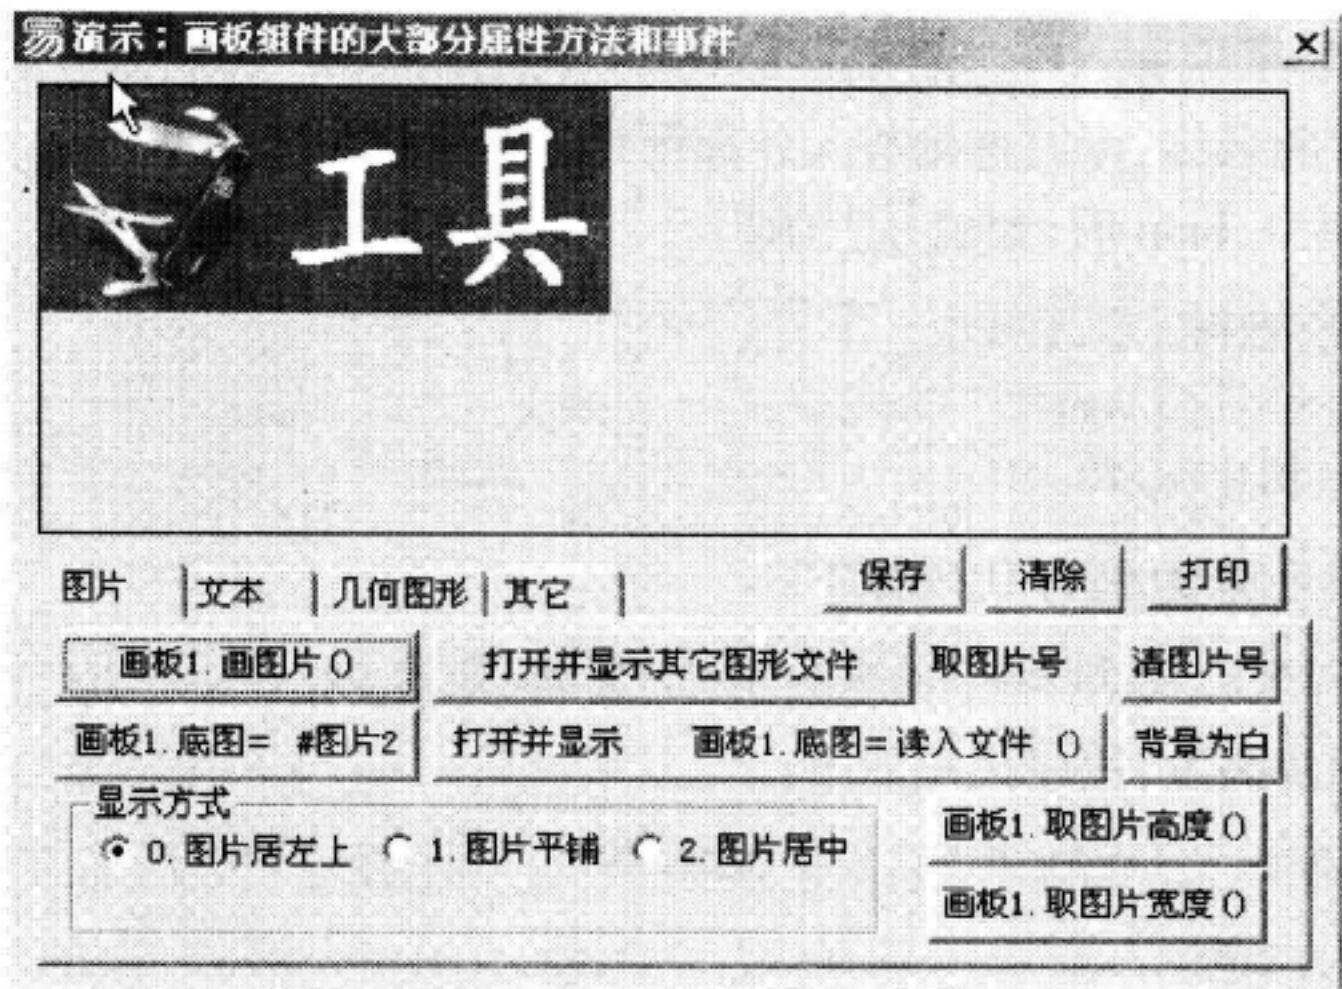 易 演示：画板组件的大部分属性方法和事件
工具
图片 文本 几何图形 其它 保存 清除 打印
画板1.画图片() 打开并显示其它图形文件 取图片号 清图片号
画板1.底图= #图片2 打开并显示 画板1.底图=读入文件 () 背景为白
显示方式
0.图片居左上 1.图片平铺 2.图片居中
画板1.取图片高度()
画板1.取图片宽度()